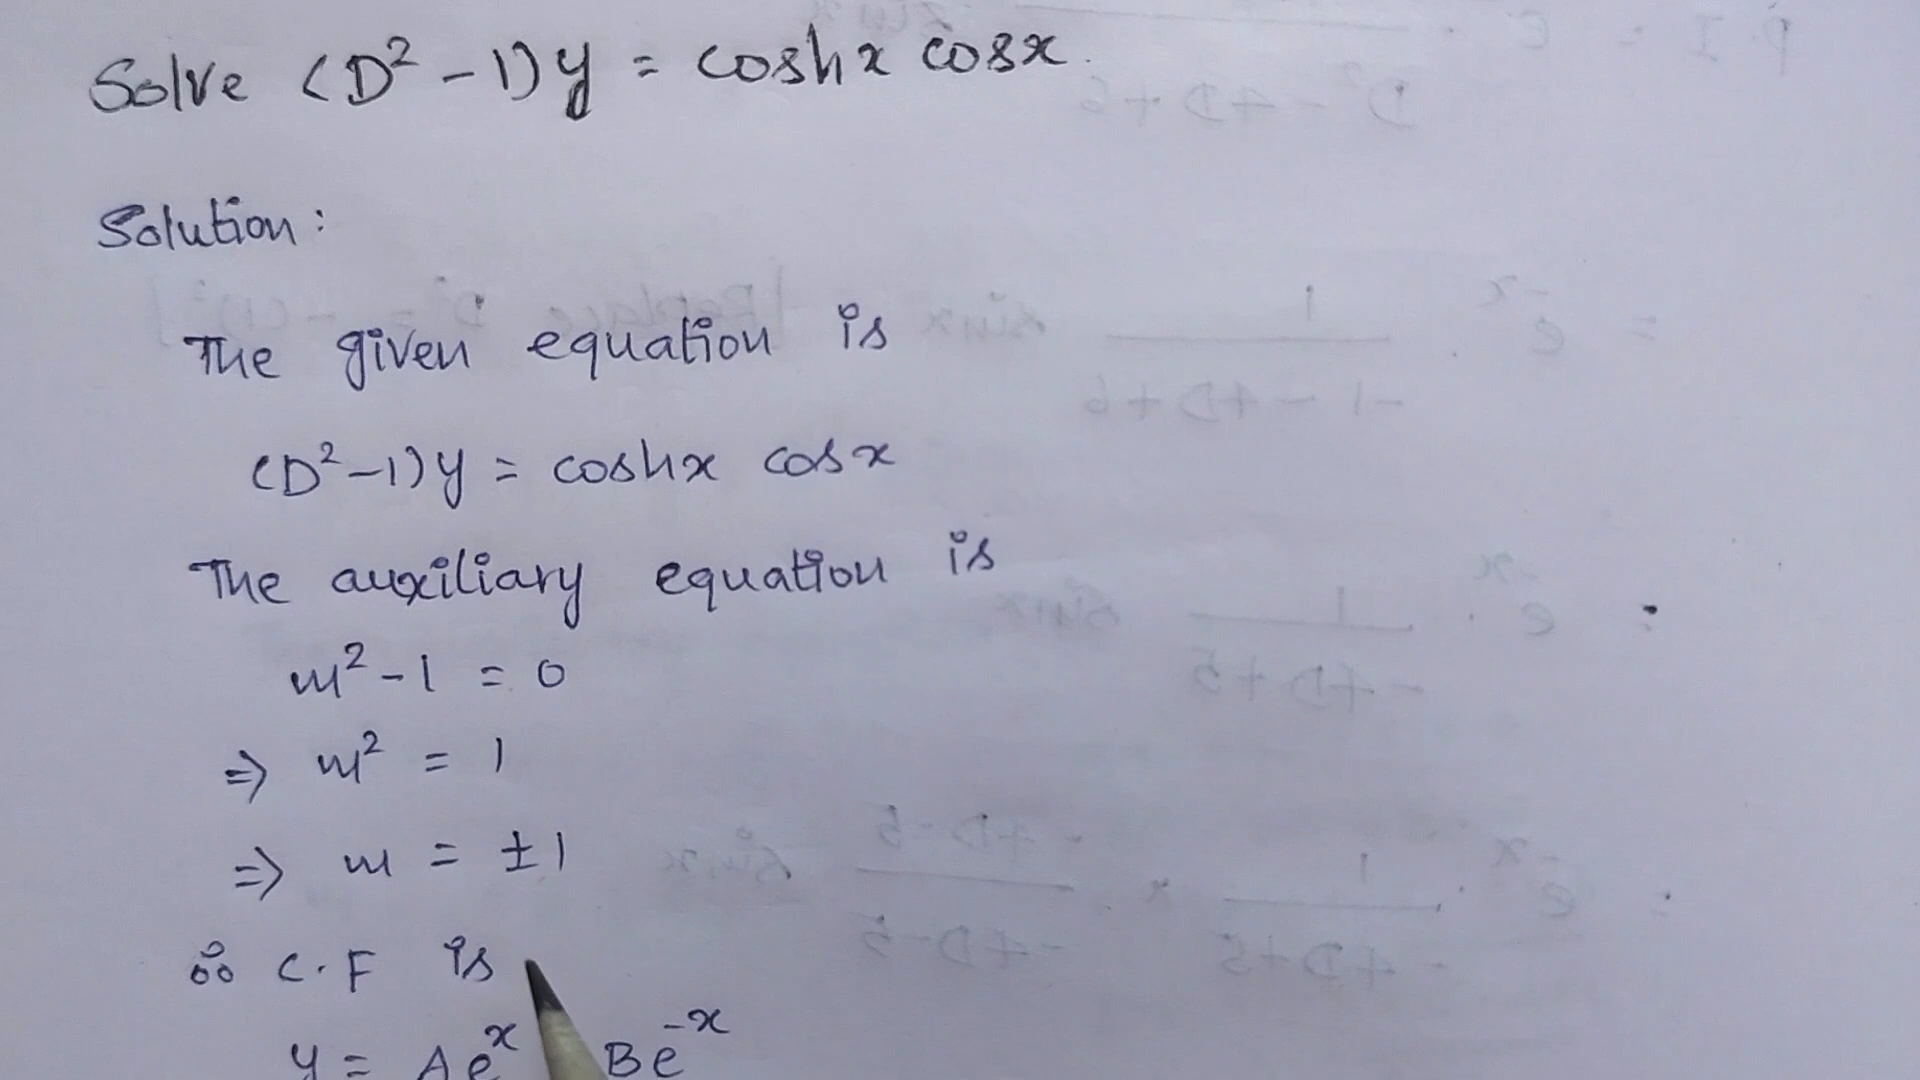 Solve (D² - 1)y = coshx cosx.
Solution:
The given equation is
(D²-1)y = coshx cosx
The auxiliary equation is
m² - 1 = 0
⇒ m² = 1
⇒ m = ±1
∴ C.F is
y = Aeˣ Be⁻ˣ